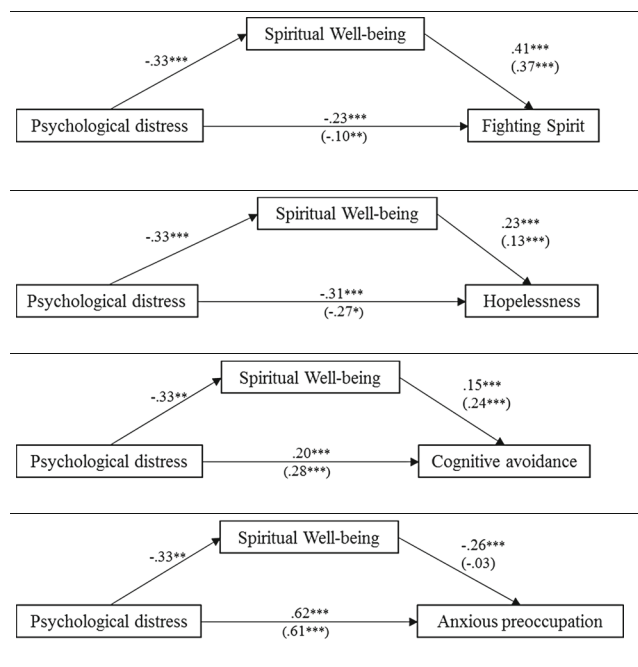 Spiritual Well-being
-.33***
.41***
(.37***)
Psychological distress
-.23***
(-.10**)
Fighting Spirit
Spiritual Well-being
-.33***
.23***
(.13***)
Psychological distress
-.31***
(-.27*)
Hopelessness
Spiritual Well-being
-.33**
.15***
(.24***)
Psychological distress
.20***
(.28***)
Cognitive avoidance
Spiritual Well-being
-.33**
-.26***
(-.03)
Psychological distress
.62***
(.61***)
Anxious preoccupation